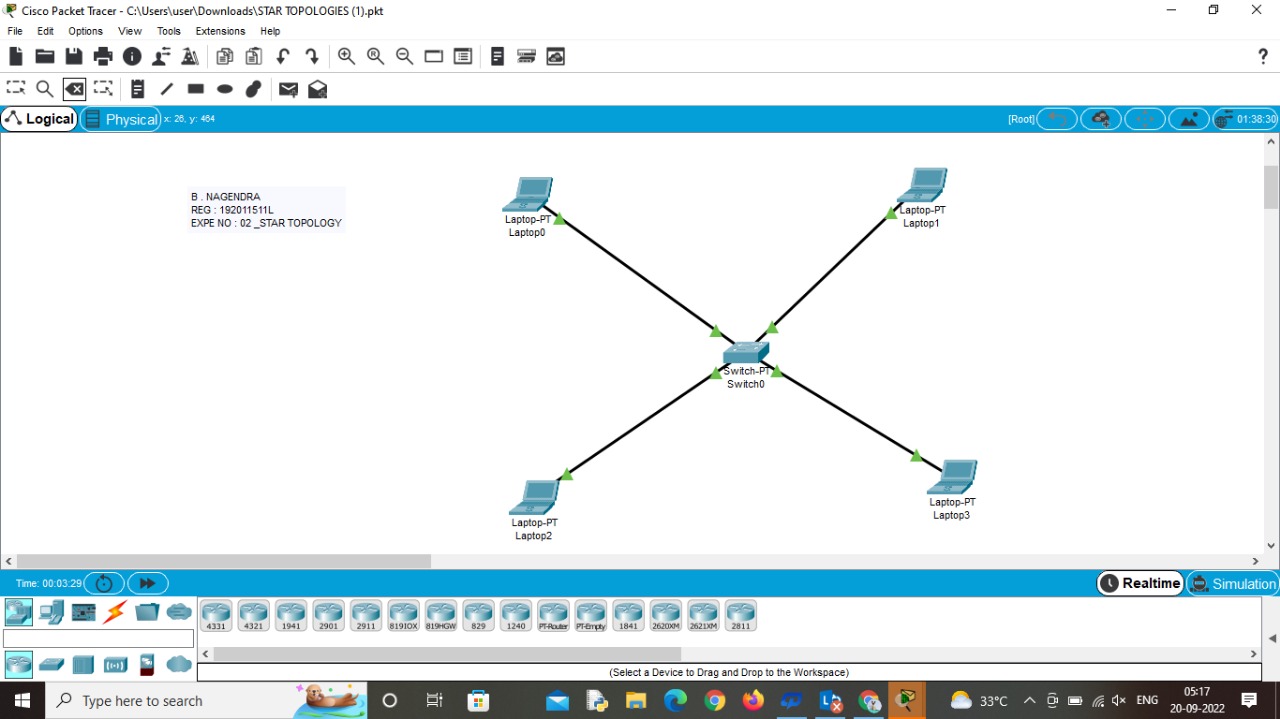 Cisco Packet Tracer - C:\Users\user\Downloads\STAR TOPOLOGIES (1).pkt
File Edit Options View Tools Extensions Help
Logical Physical x: 26, y: 464 [Root] 01:38:30
B . NAGENDRA
REG : 192011511L
EXPE NO : 02 _STAR TOPOLOGY
Laptop-PT
Laptop0
Laptop-PT
Laptop1
Switch-PT
Switch0
Laptop-PT
Laptop2
Laptop-PT
Laptop3
Time: 00:03:29 Realtime Simulation
4331 4321 1941 2901 2911 819IOX 819HGW 829 1240 PT-Router PT-Empty 1841 2620XM 2621XM 2811
(Select a Device to Drag and Drop to the Workspace)
Type here to search 33°C ENG 05:17
20-09-2022